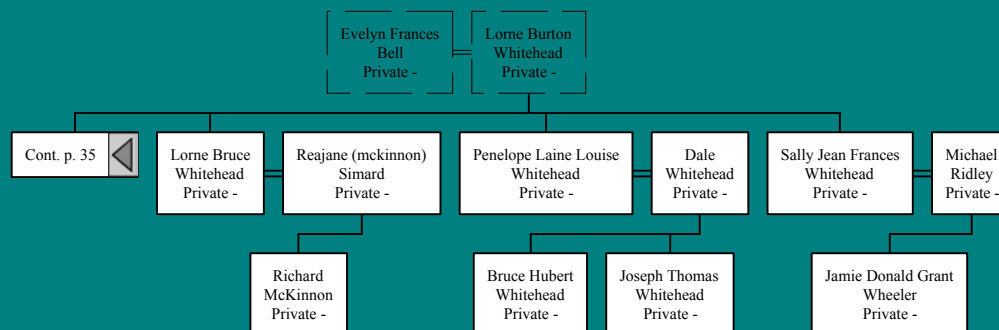 Evelyn Frances
Bell
Private -
Lorne Burton
Whitehead
Private -
Cont. p. 35
Lorne Bruce
Whitehead
Private -
Reajane (mckinnon)
Simard
Private -
Penelope Laine Louise
Whitehead
Private -
Dale
Whitehead
Private -
Sally Jean Frances
Whitehead
Private -
Michael
Ridley
Private -
Richard
McKinnon
Private -
Bruce Hubert
Whitehead
Private -
Joseph Thomas
Whitehead
Private -
Jamie Donald Grant
Wheeler
Private -